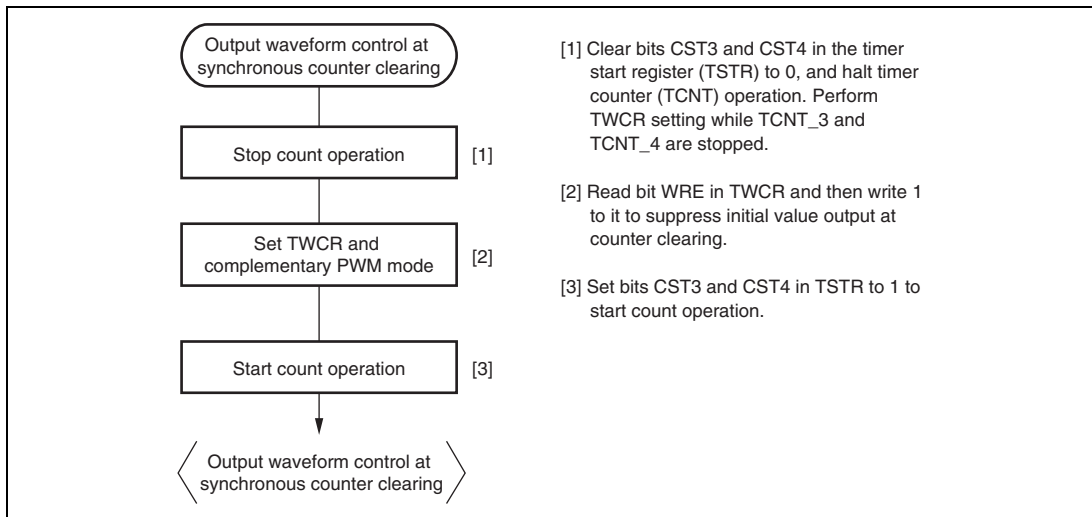 Output waveform control at
synchronous counter clearing
Stop count operation
[1]
Set TWCR and
complementary PWM mode
[2]
Start count operation
[3]
Output waveform control at
synchronous counter clearing
[1] Clear bits CST3 and CST4 in the timer
start register (TSTR) to 0, and halt timer
counter (TCNT) operation. Perform
TWCR setting while TCNT_3 and
TCNT_4 are stopped.
[2] Read bit WRE in TWCR and then write 1
to it to suppress initial value output at
counter clearing.
[3] Set bits CST3 and CST4 in TSTR to 1 to
start count operation.